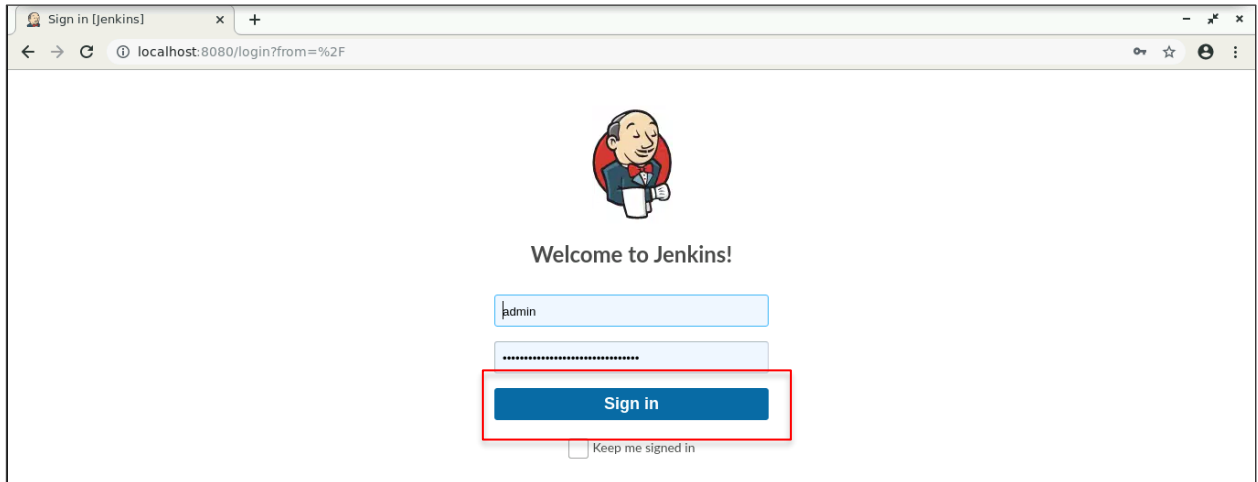 Sign in [Jenkins]
localhost:8080/login?from=%2F
Welcome to Jenkins!
admin
••••••••••••••••••••••••••••••••
Sign in
Keep me signed in